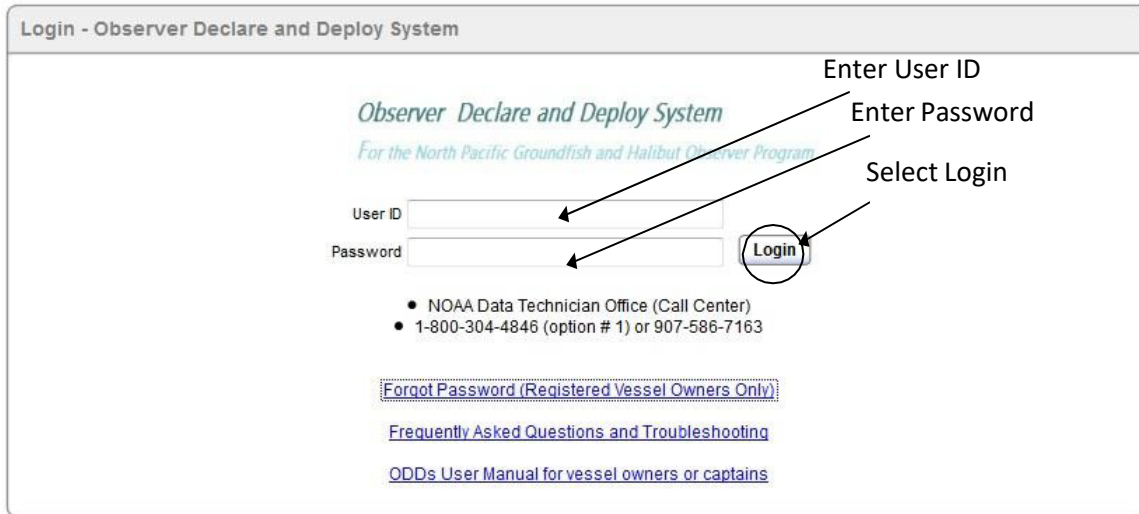 Login - Observer Declare and Deploy System
Enter User ID
Observer Declare and Deploy System
Enter Password
For the North Pacific Groundfish and Halibut Observer Program
Select Login
User ID
Password
Login
● NOAA Data Technician Office (Call Center)
● 1-800-304-4846 (option # 1) or 907-586-7163
Forgot Password (Registered Vessel Owners Only)
Frequently Asked Questions and Troubleshooting
ODDs User Manual for vessel owners or captains